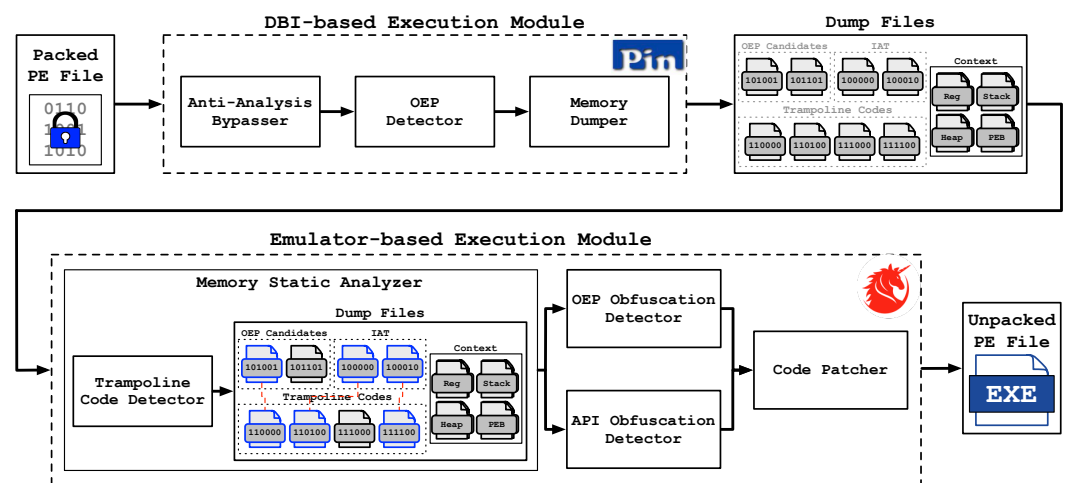 DBI-based Execution Module
Dump Files
Packed
PE File
0110
1001
1010
Pin
Anti-Analysis
Bypasser
OEP
Detector
Memory
Dumper
OEP Candidates
IAT
Context
101001
101101
100000
100010
Reg
Stack
Trampoline Codes
110000
110100
111000
111100
Heap
PEB
Emulator-based Execution Module
Memory Static Analyzer
Dump Files
OEP Candidates
IAT
Context
101001
101101
100000
100010
Reg
Stack
Trampoline Codes
110000
110100
111000
111100
Heap
PEB
Trampoline
Code Detector
OEP Obfuscation
Detector
API Obfuscation
Detector
Code Patcher
Unpacked
PE File
EXE